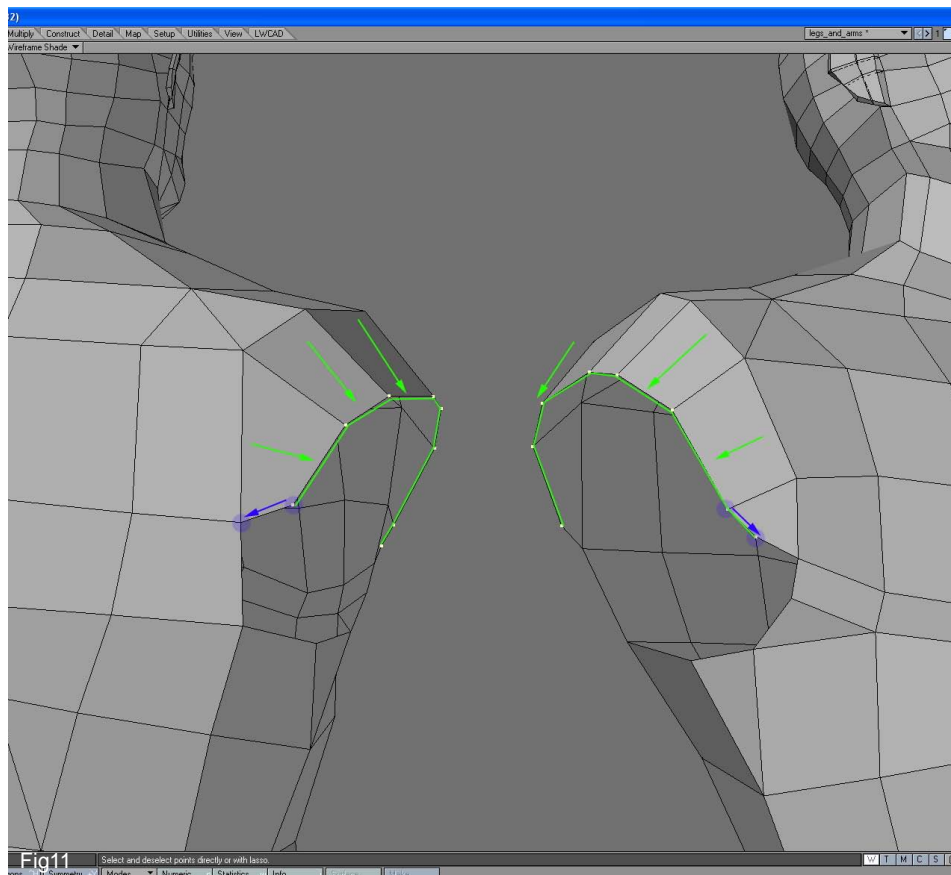 32)
Multiply Construct Detail Map Setup Utilities View LWCAD legs_and_arms * 1
Wireframe Shade
Fig11
Select and deselect points directly or with lasso. W T M C S
Symmetry Modes Numeric Statistics Info